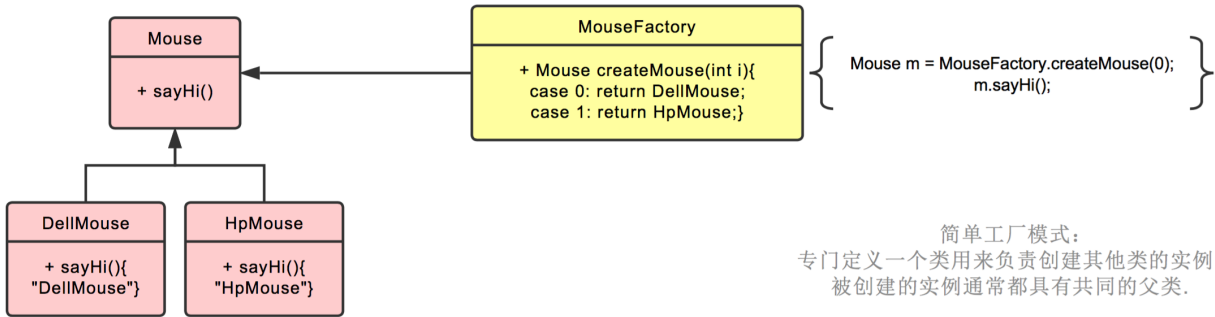 Mouse
+ sayHi()
MouseFactory
+ Mouse createMouse(int i){
case 0: return DellMouse;
case 1: return HpMouse;}
Mouse m = MouseFactory.createMouse(0);
m.sayHi();
DellMouse
+ sayHi(){
"DellMouse"}
HpMouse
+ sayHi(){
"HpMouse"}
简单工厂模式：
专门定义一个类用来负责创建其他类的实例
被创建的实例通常都具有共同的父类.